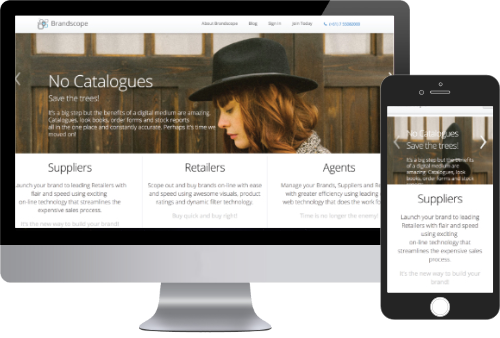 Brandscope
About Brandscope Blog Sign In Join Today
No Catalogues
Save the trees!
It's a big step but the benefits of a digital medium are amazing.
Catalogues, look books, order forms and stock reports
all in the one place and constantly accurate. Perhaps it's time we
moved on!
Suppliers
aunch your brand to leading Retailers with
flair and speed using exciting
on-line technology that streamlines the
expensive sales process.
It's the new way to build your brand!
Retailers
Scope out and buy brands on-line with ease
and speed using awesome visuals, product
ratings and dynamic filter technology.
Buy quick and buy right!
Agents
Manage your Brands, Suppliers and Re
with greater efficiency using leading
web technology that does the work fo
Time is no longer the enemy!
No Catalogues
Save the trees!
It's a big step but the benefits of a
digital medium are
amazing. Catalogues, look
books, order forms and stock
Suppliers
Launch your brand to leading
Retailers with flair and speed
using exciting
on-line technology that
streamlines the expensive sales
process
It's the new way to build your
brand!